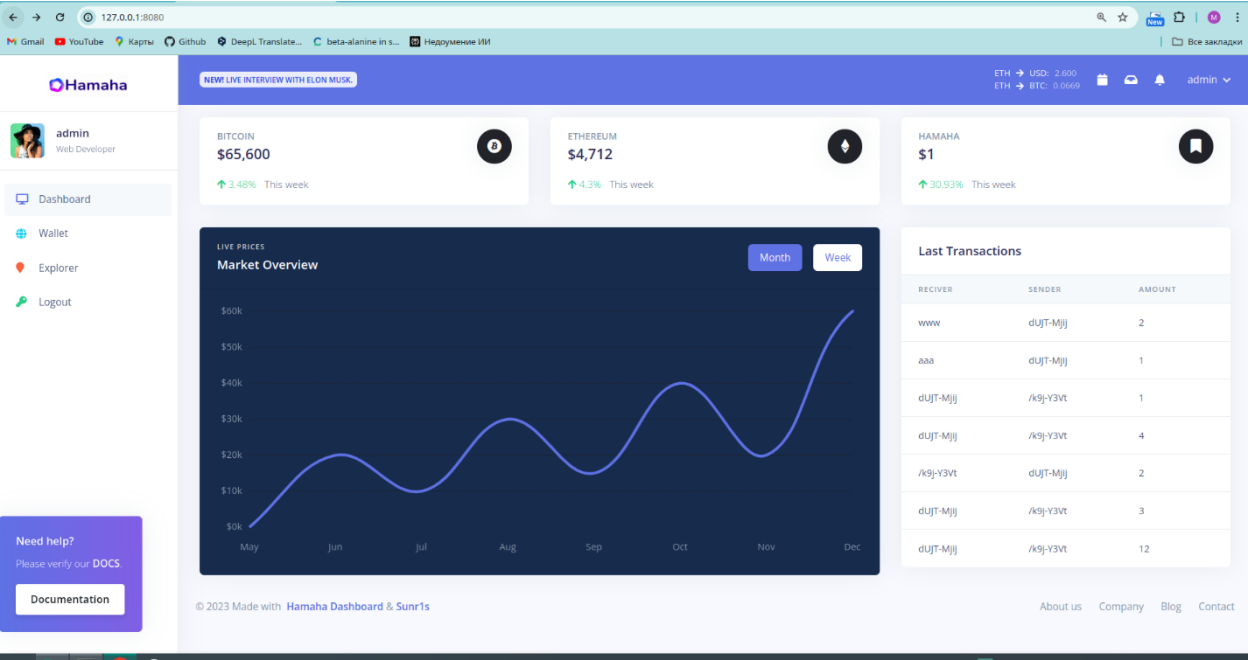 127.0.0.1:8080
Gmail YouTube Карты Github DeepL Translate... beta-alanine in s... Недоумение ИИ Все закладки
New
M
Hamaha
NEW! LIVE INTERVIEW WITH ELON MUSK.
ETH → USD: 2.600
ETH → BTC: 0.0669
admin
admin
Web Developer
Dashboard
Wallet
Explorer
Logout
BITCOIN
$65,600
3.48% This week
ETHEREUM
$4,712
4.3% This week
HAMAHA
$1
30.93% This week
LIVE PRICES
Market Overview
Month Week
$60k
$50k
$40k
$30k
$20k
$10k
$0k
May Jun Jul Aug Sep Oct Nov Dec
Last Transactions
RECIVER SENDER AMOUNT
www dUJT-MjIj 2
aaa dUJT-MjIj 1
dUJT-MjIj /k9j-Y3Vt 1
dUJT-MjIj /k9j-Y3Vt 4
/k9j-Y3Vt dUJT-MjIj 2
dUJT-MjIj /k9j-Y3Vt 3
dUJT-MjIj /k9j-Y3Vt 12
Need help?
Please verify our DOCS.
Documentation
© 2023 Made with Hamaha Dashboard & Sunr1s
About us Company Blog Contact